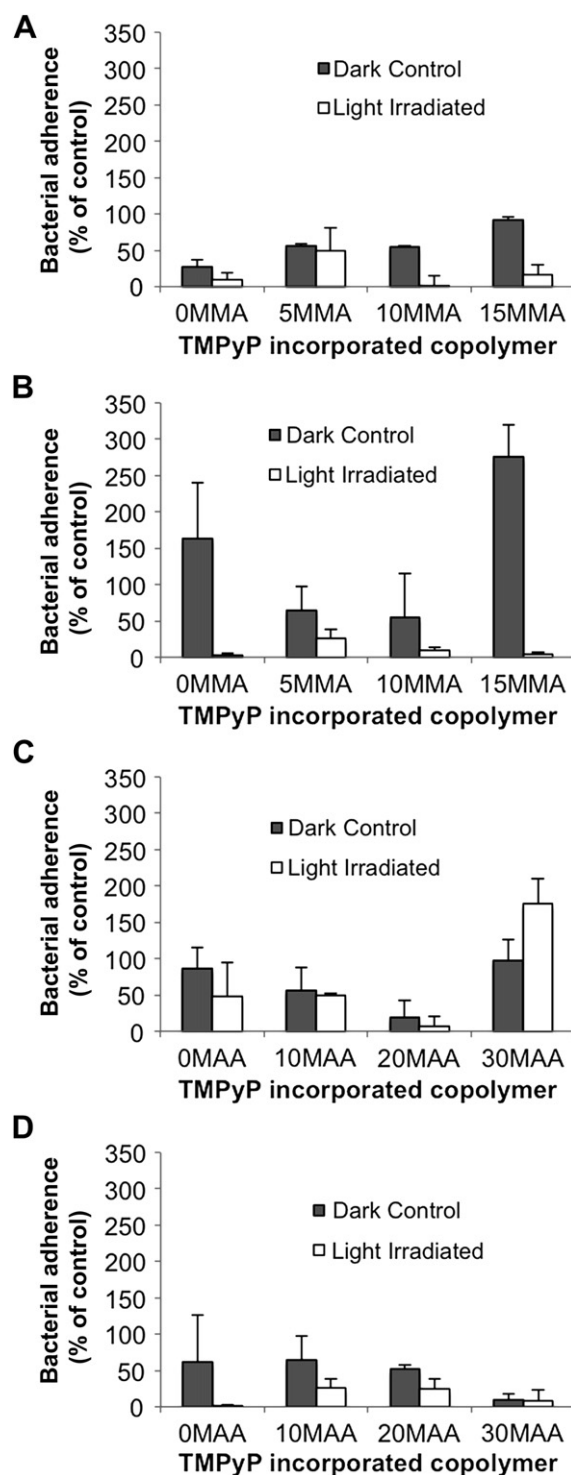 A
350
300
250
200
150
100
50
0
Bacterial adherence
(% of control)
Dark Control
Light Irradiated
0MMA 5MMA 10MMA 15MMA
TMPyP incorporated copolymer
B
350
300
250
200
150
100
50
0
Bacterial adherence
(% of control)
Dark Control
Light Irradiated
0MMA 5MMA 10MMA 15MMA
TMPyP incorporated copolymer
C
350
300
250
200
150
100
50
0
Bacterial adherence
(% of control)
Dark Control
Light Irradiated
0MAA 10MAA 20MAA 30MAA
TMPyP incorporated copolymer
D
350
300
250
200
150
100
50
0
Bacterial adherence
(% of control)
Dark Control
Light Irradiated
0MAA 10MAA 20MAA 30MAA
TMPyP incorporated copolymer